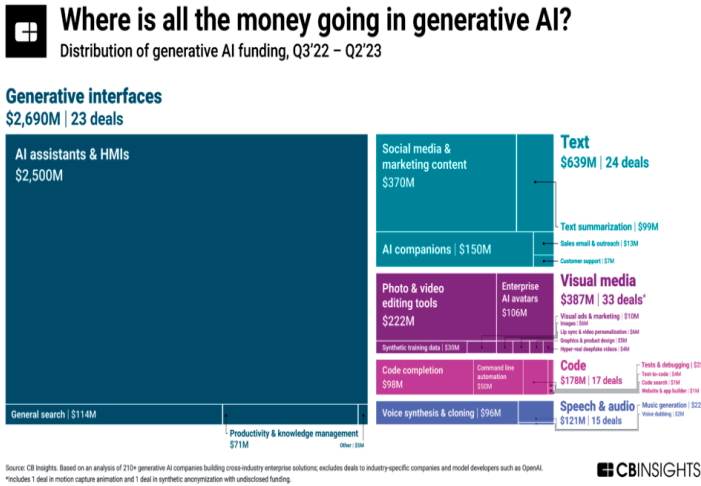 Where is all the money going in generative AI?
Distribution of generative AI funding, Q3'22 – Q2'23
Generative interfaces
$2,690M | 23 deals
AI assistants & HMIs
$2,500M
General search | $114M
Productivity & knowledge management
$71M
Other | $5M
Social media &
marketing content
$370M
AI companions | $150M
Text
$639M | 24 deals
Text summarization | $99M
Sales email & outreach | $13M
Customer support | $7M
Photo & video
editing tools
$222M
Enterprise
AI avatars
$106M
Synthetic training data | $30M
Visual media
$387M | 33 deals*
Visual ads & marketing | $10M
Images | $6M
Lip sync & video personalization | $6M
Graphics & product design | $5M
Hyper-real deepfake videos | $4M
Code completion
$98M
Command line
automation
$50M
Code
$178M | 17 deals
Tests & debugging | $2
Text-to-code | $4M
Code search | $1M
Website & app builder | $1M
Voice synthesis & cloning | $96M
Speech & audio
$121M | 15 deals
Music generation | $22
Voice dubbing | $2M
Source: CB Insights. Based on an analysis of 210+ generative AI companies building cross-industry enterprise solutions; excludes deals to industry-specific companies and model developers such as OpenAI.
*Includes 1 deal in motion capture animation and 1 deal in synthetic anonymization with undisclosed funding.
CBINSIGHTS